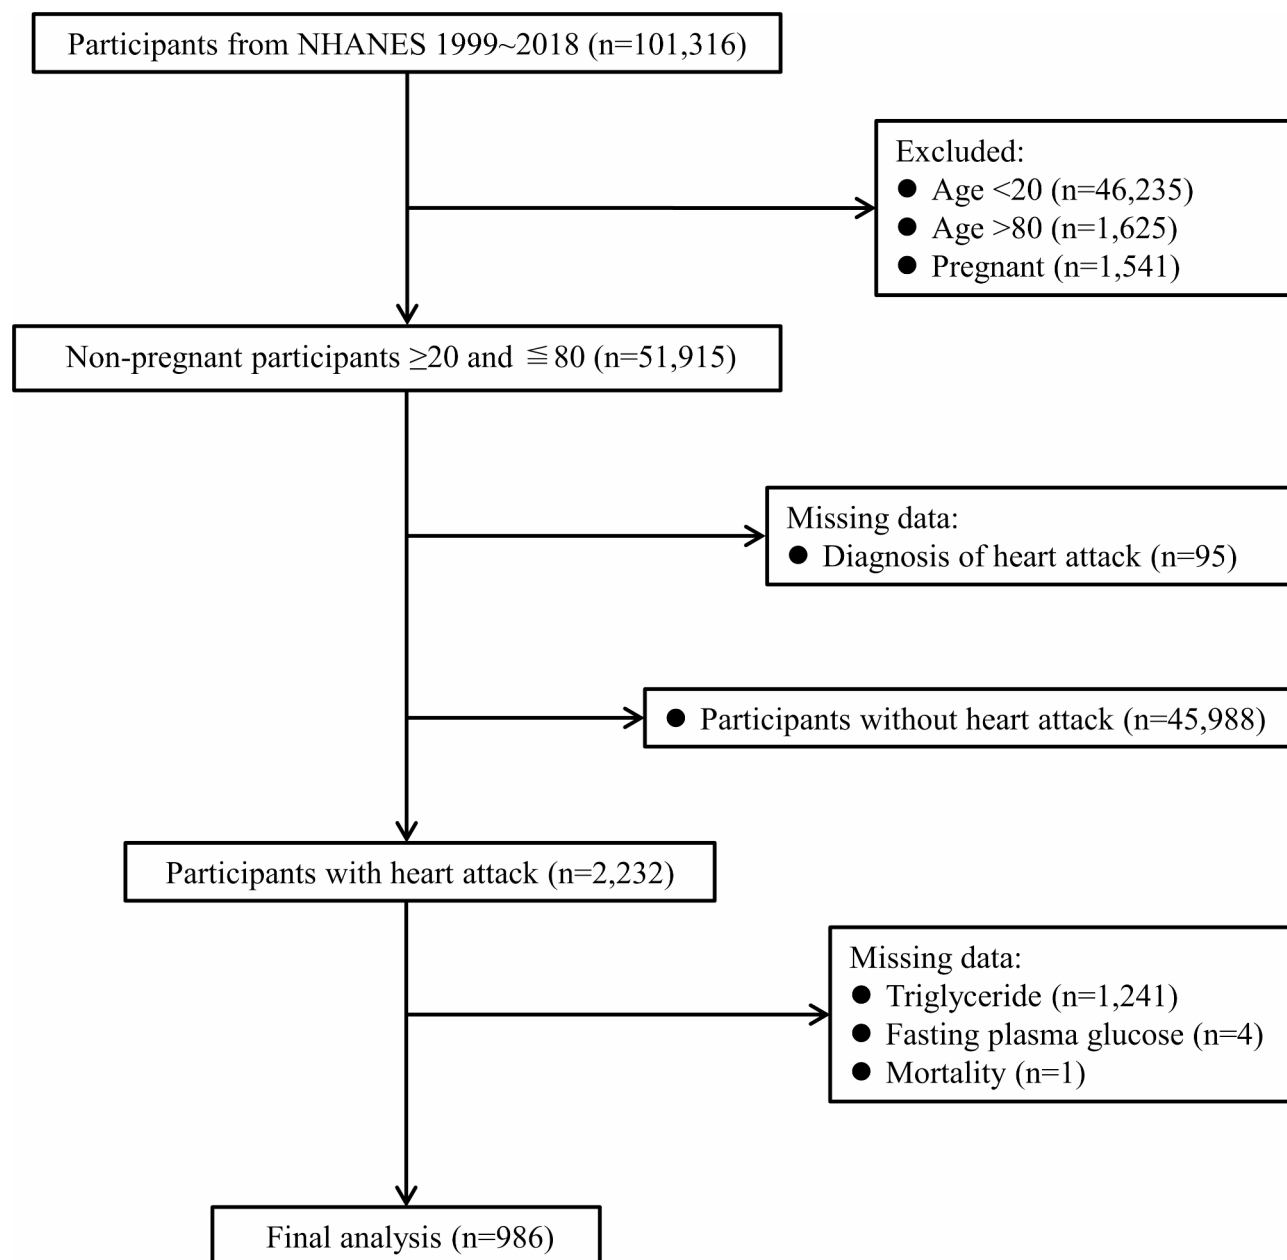 Participants from NHANES 1999~2018 (n=101,316)
Excluded:
● Age <20 (n=46,235)
● Age >80 (n=1,625)
● Pregnant (n=1,541)
Non-pregnant participants ≥20 and ≦80 (n=51,915)
Missing data:
● Diagnosis of heart attack (n=95)
● Participants without heart attack (n=45,988)
Participants with heart attack (n=2,232)
Missing data:
● Triglyceride (n=1,241)
● Fasting plasma glucose (n=4)
● Mortality (n=1)
Final analysis (n=986)